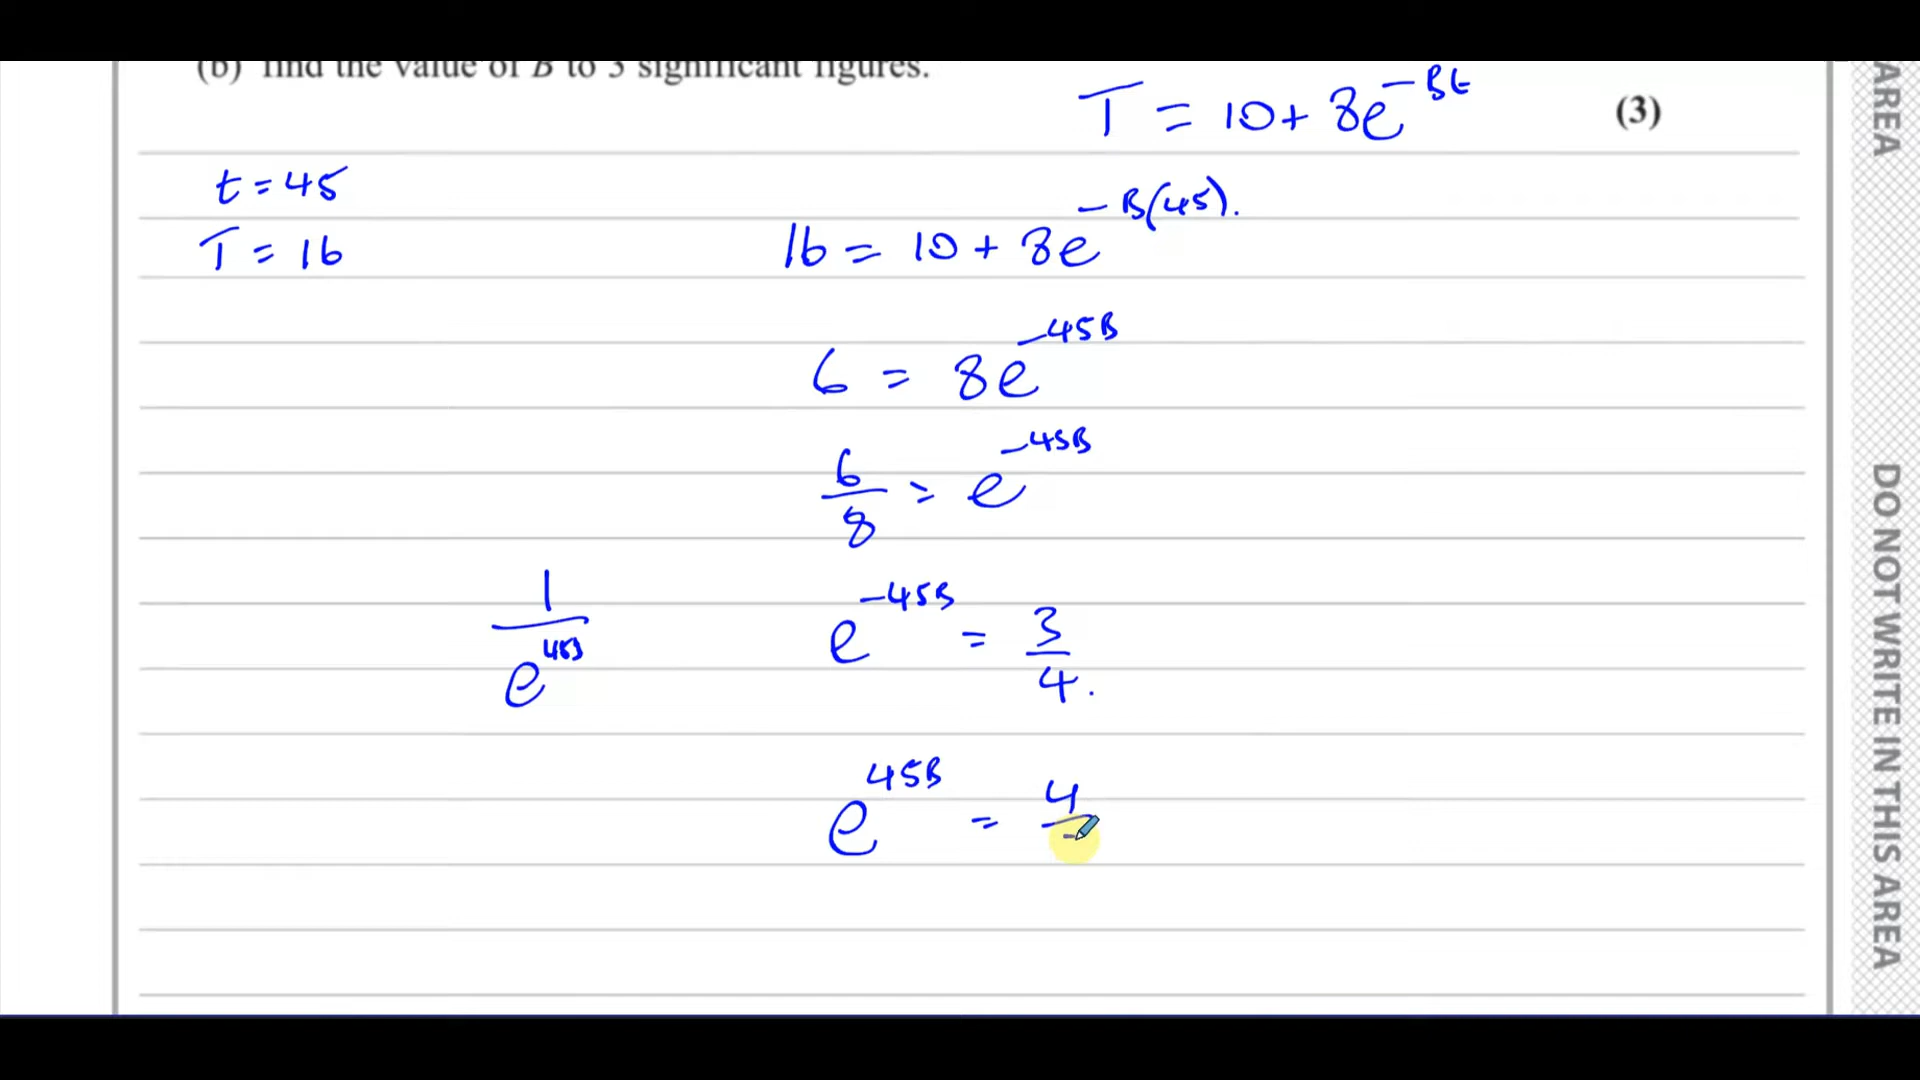 (b) find the value of B to 3 significant figures.
T = 10 + 8e^{-Bt}
(3)
t = 45
T = 16
16 = 10 + 8e^{-B(45)}.
6 = 8e^{-45B}
6/8 = e^{-45B}
1/e^{45B}
e^{-45B} = 3/4.
e^{45B} = 4/
AREA
DO NOT WRITE IN THIS AREA